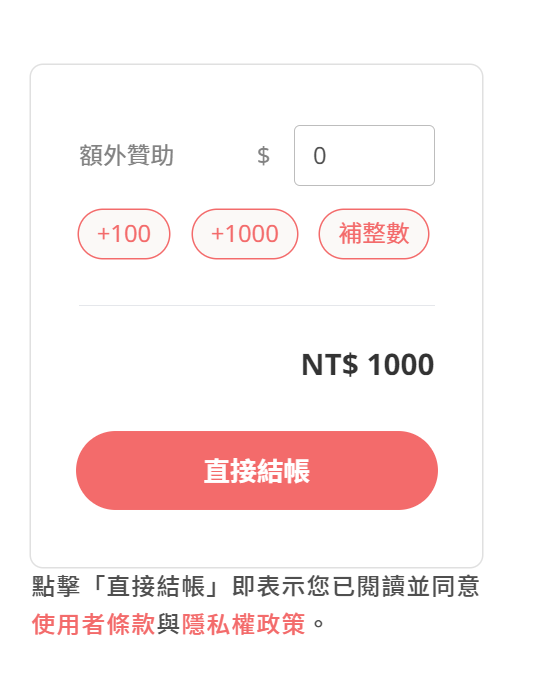 額外贊助 $ 0
+100 +1000 補整數
NT$ 1000
直接結帳
點擊「直接結帳」即表示您已閱讀並同意
使用者條款與隱私權政策。